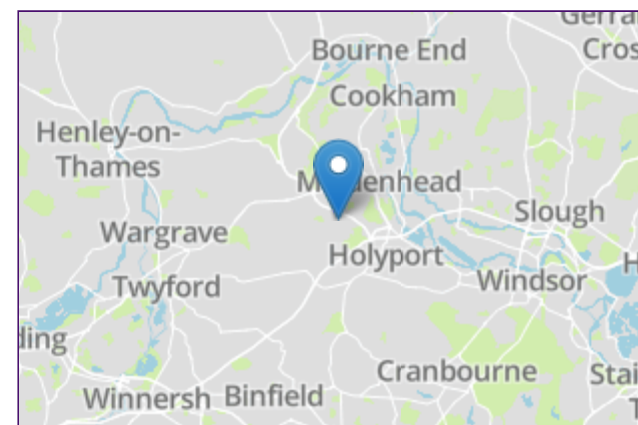 Bourne End
Cookham
Henley-on-
Thames
Slough
Wargrave
Holyport
Windsor
Twyford
Cranbourne
Winnersh
Binfield